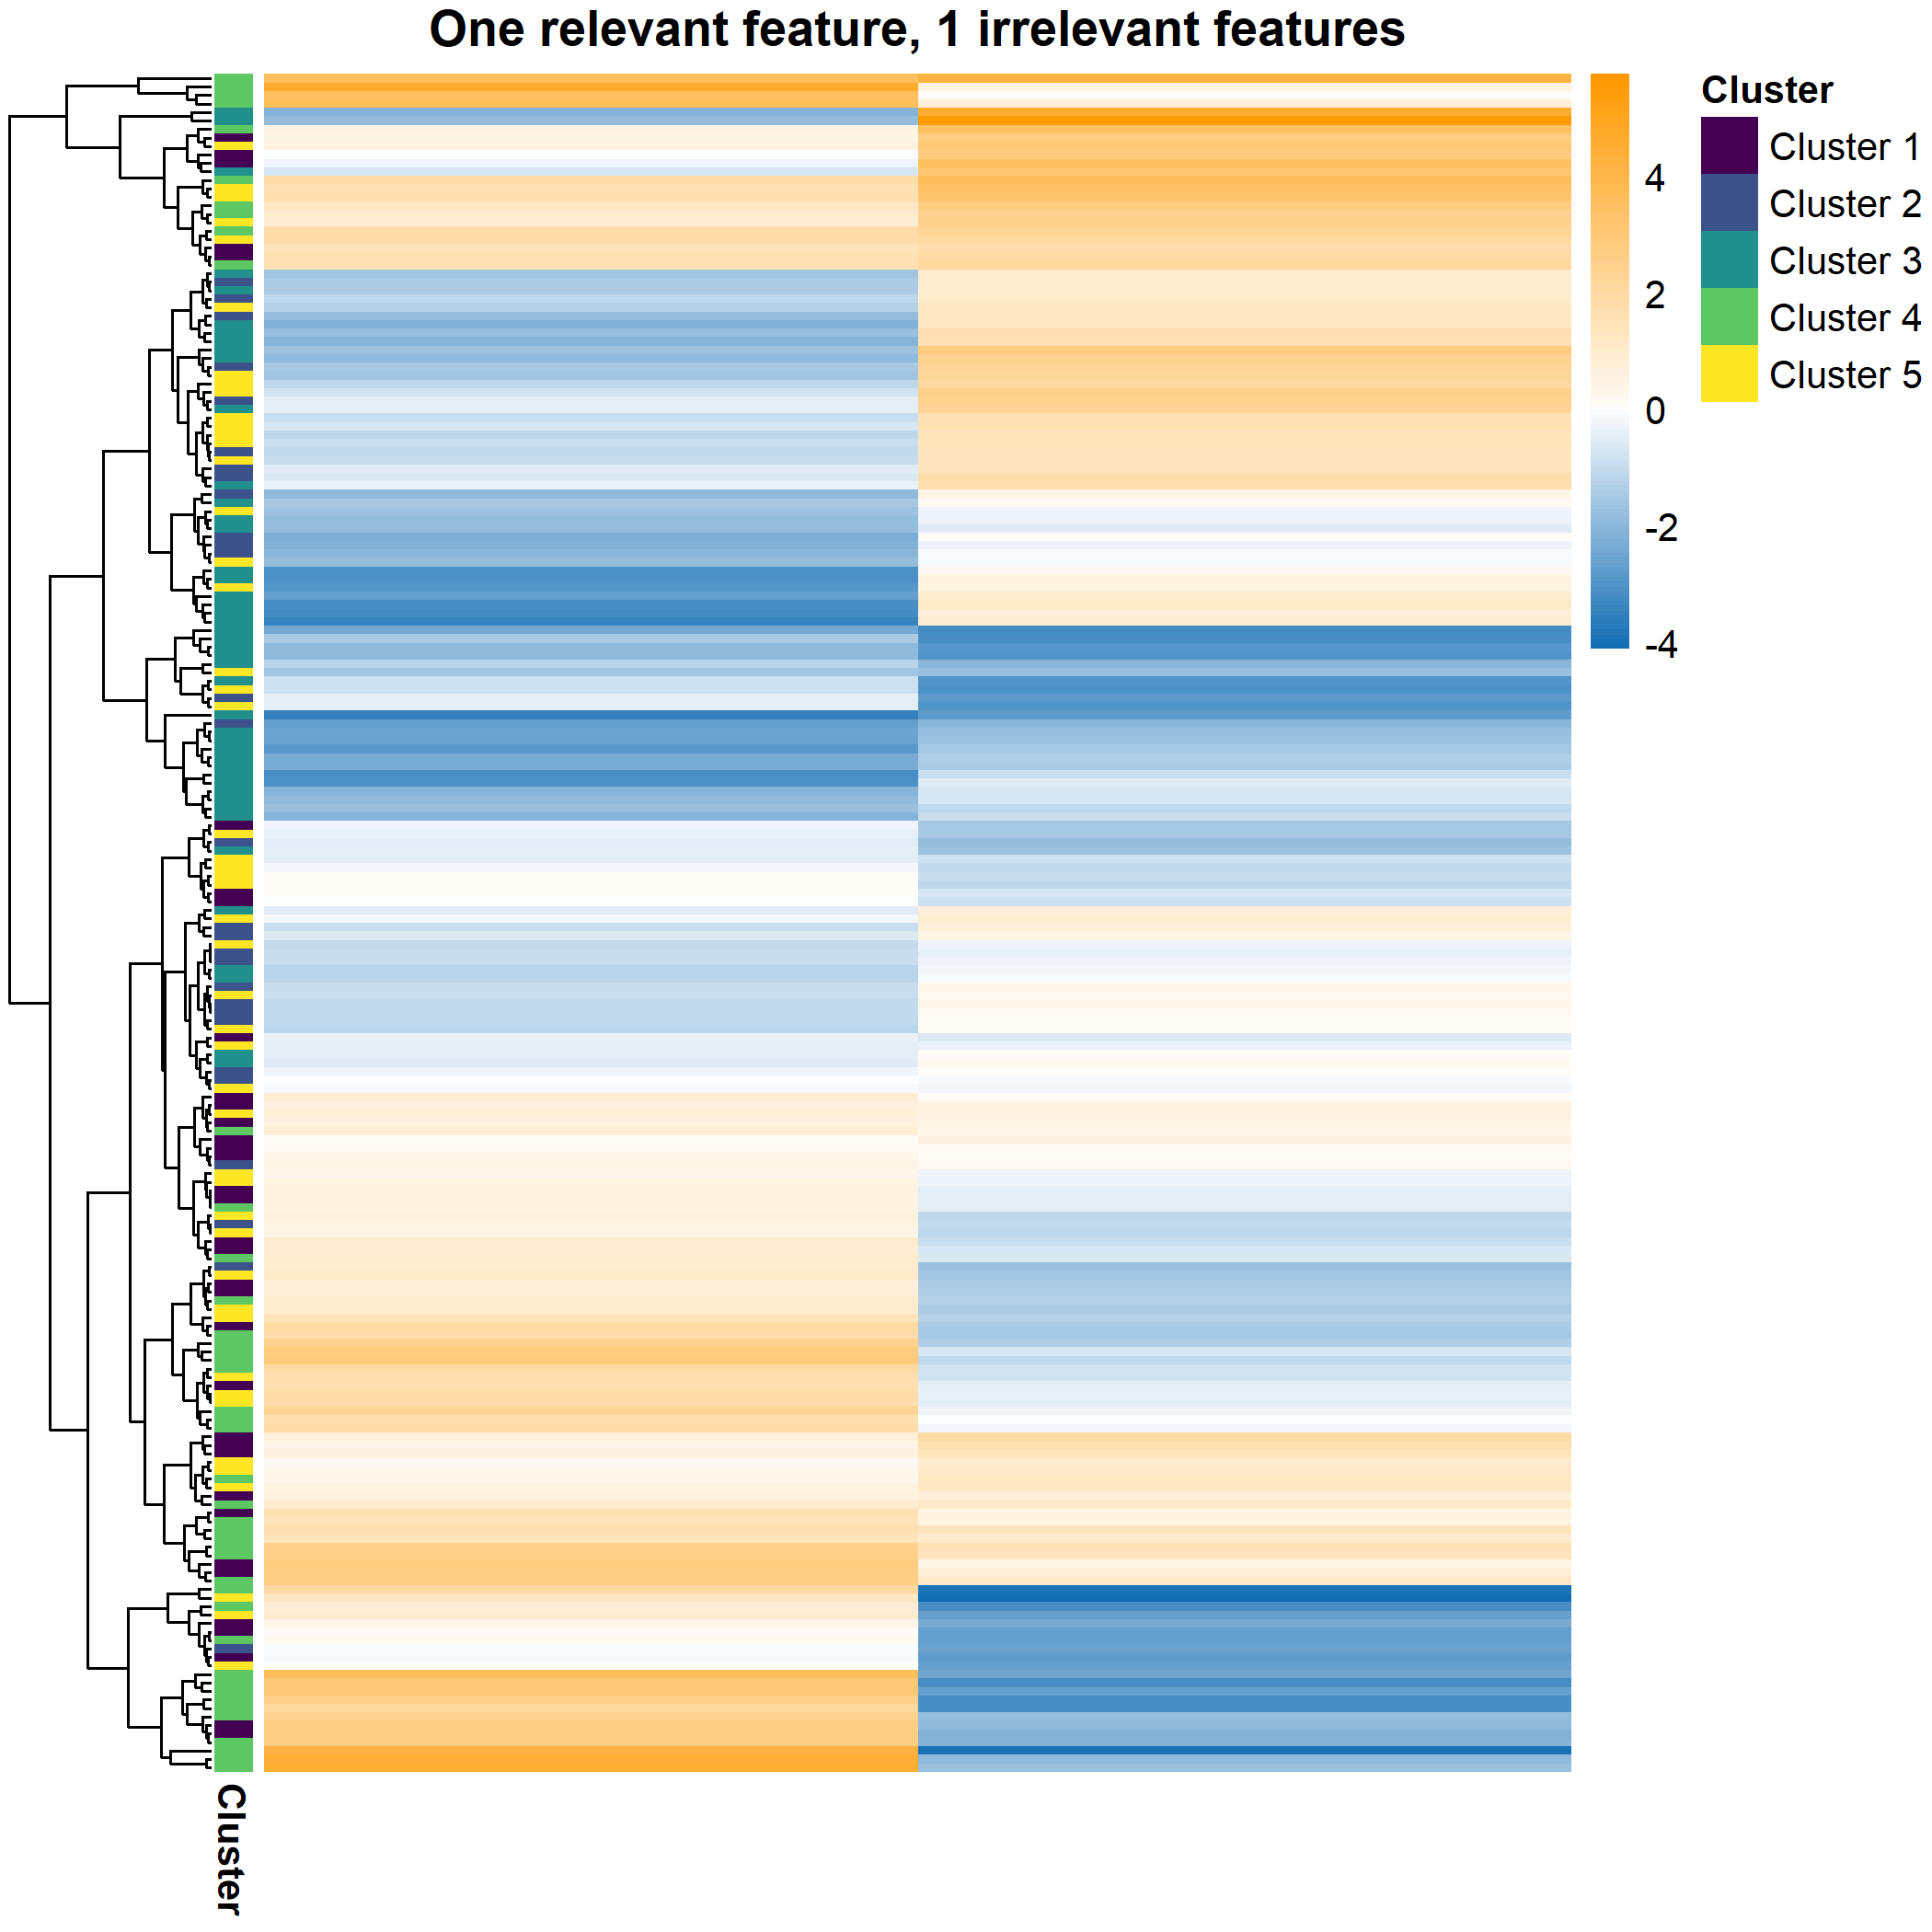 One relevant feature, 1 irrelevant features
4
2
0
-2
-4
Cluster
Cluster 1
Cluster 2
Cluster 3
Cluster 4
Cluster 5
Cluster